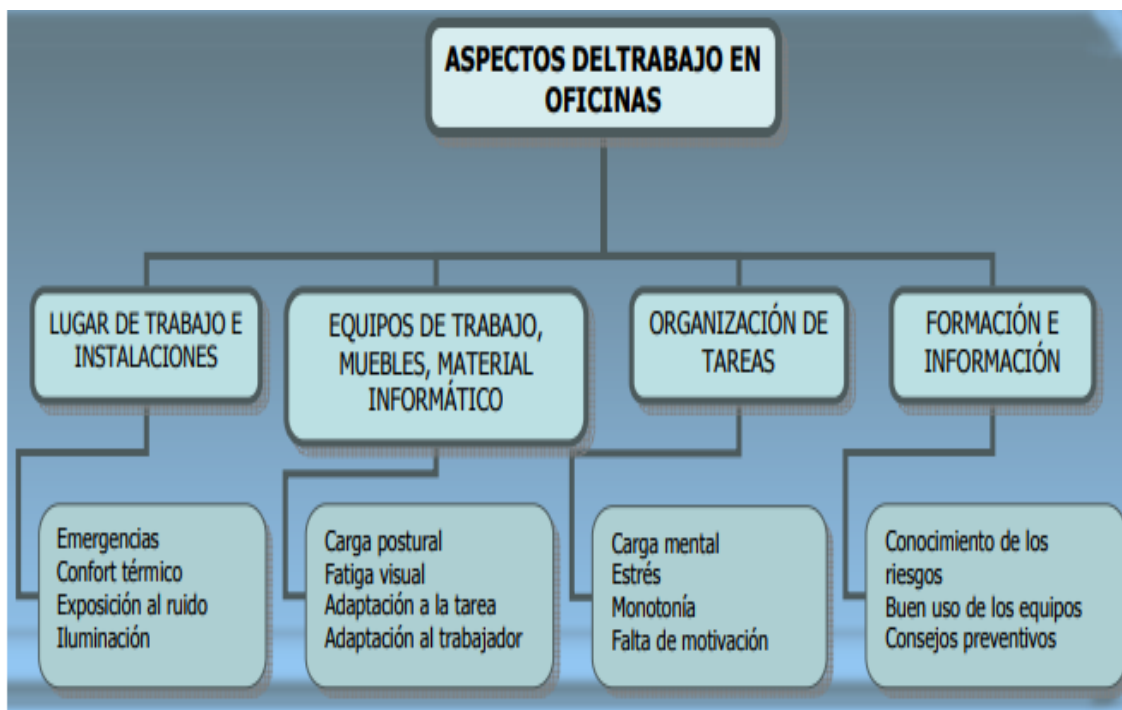 ASPECTOS DELTRABAJO EN
OFICINAS
LUGAR DE TRABAJO E
INSTALACIONES
EQUIPOS DE TRABAJO,
MUEBLES, MATERIAL
INFORMÁTICO
ORGANIZACIÓN DE
TAREAS
FORMACIÓN E
INFORMACIÓN
Emergencias
Confort térmico
Exposición al ruido
Iluminación
Carga postural
Fatiga visual
Adaptación a la tarea
Adaptación al trabajador
Carga mental
Estrés
Monotonía
Falta de motivación
Conocimiento de los
riesgos
Buen uso de los equipos
Consejos preventivos